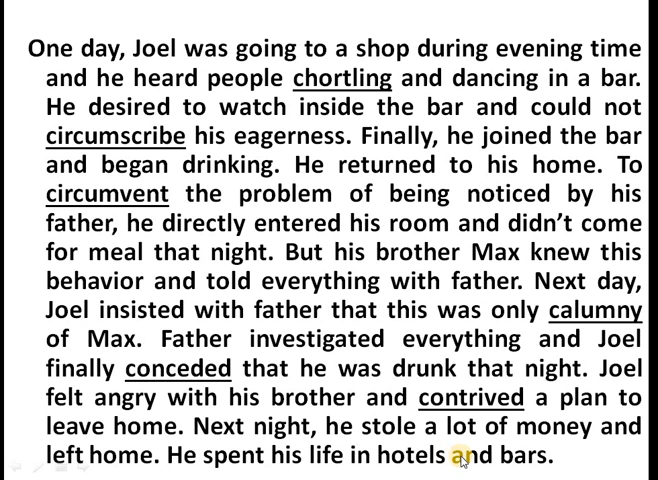 One day, Joel was going to a shop during evening time
and he heard people chortling and dancing in a bar.
He desired to watch inside the bar and could not
circumscribe his eagerness. Finally, he joined the bar
and began drinking. He returned to his home. To
circumvent the problem of being noticed by his
father, he directly entered his room and didn’t come
for meal that night. But his brother Max knew this
behavior and told everything with father. Next day,
Joel insisted with father that this was only calumny
of Max. Father investigated everything and Joel
finally conceded that he was drunk that night. Joel
felt angry with his brother and contrived a plan to
leave home. Next night, he stole a lot of money and
left home. He spent his life in hotels and bars.